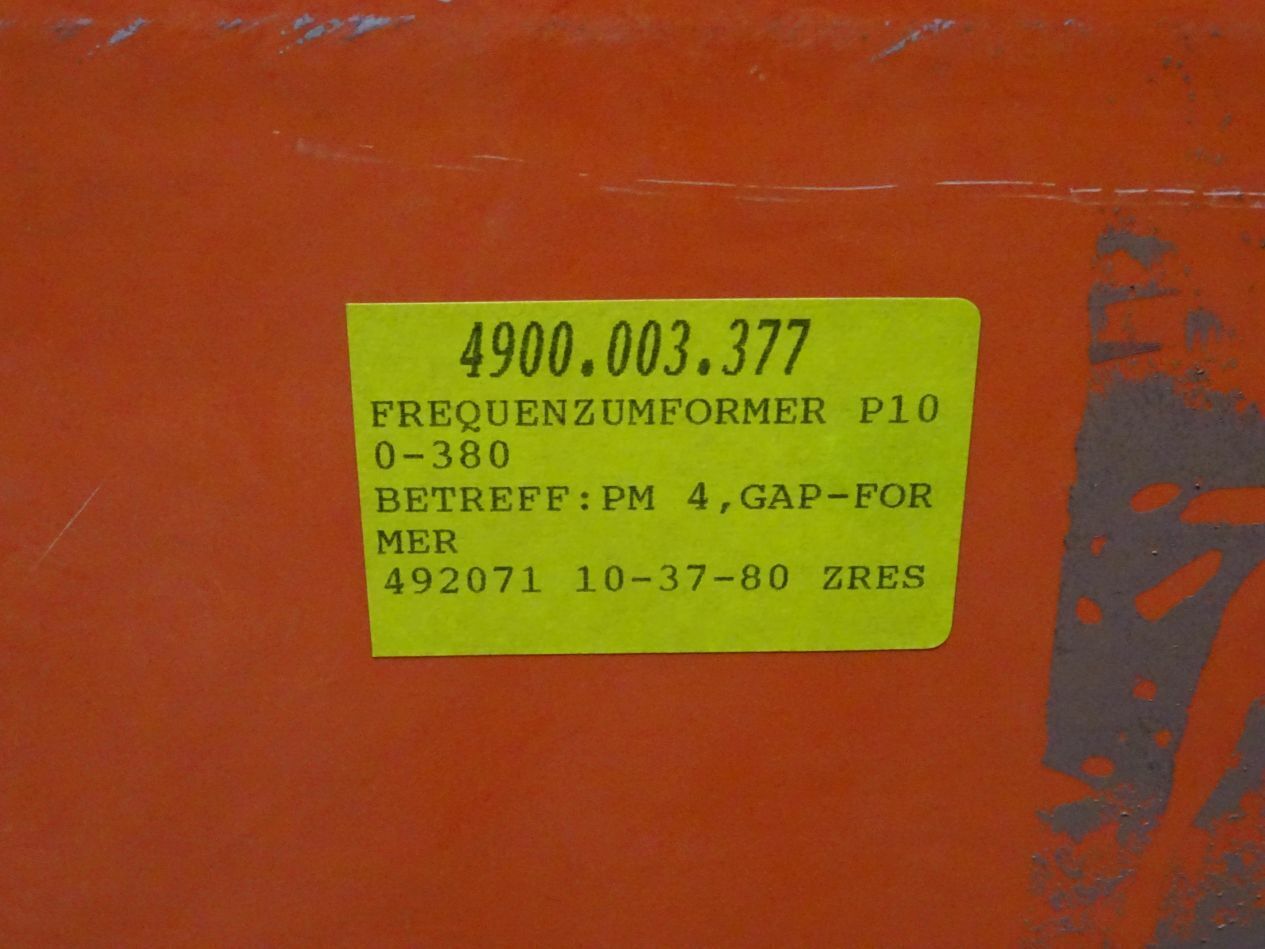 4900.003.377
FREQUENZUMFORMER P10
0-380
BETREFF:PM 4,GAP-FOR
MER
492071 10-37-80 ZRES